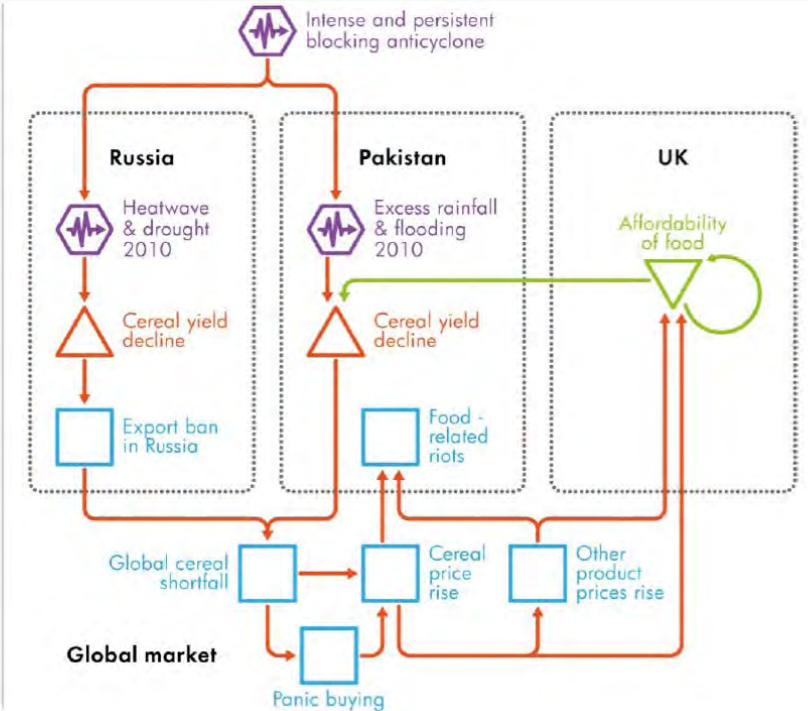 Intense and persistent
blocking anticyclone
Russia
Pakistan
UK
Heatwave
& drought
2010
Excess rainfall
& flooding
2010
Affordability
of food
Cereal yield
decline
Cereal yield
decline
Export ban
in Russia
Food -
related
riots
Global cereal
shortfall
Cereal
price
rise
Other
product
prices rise
Global market
Panic buying